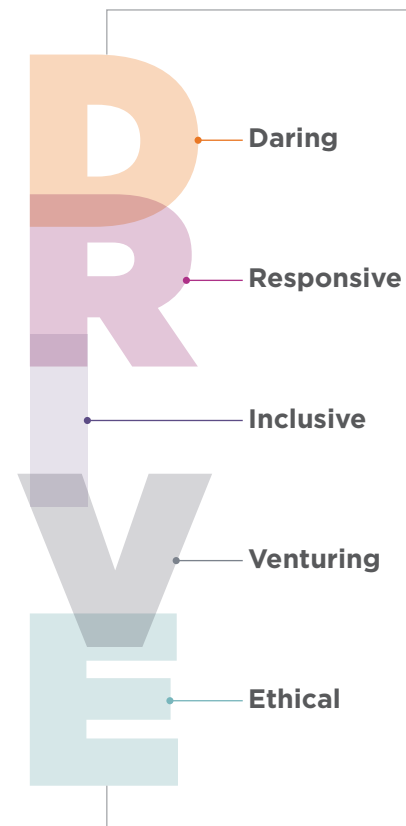 D Daring
R Responsive
I Inclusive
V Venturing
E Ethical